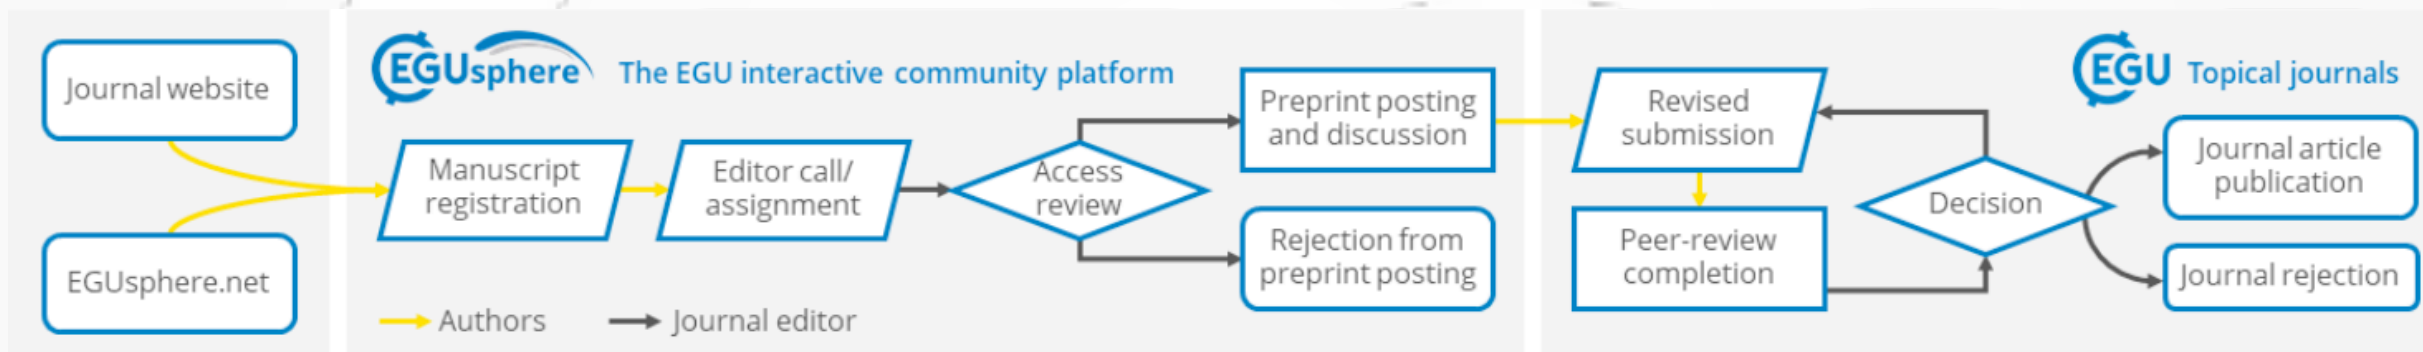 Journal website
EGUsphere.net
EGUsphere
The EGU interactive community platform
Manuscript
registration
Editor call/
assignment
Access
review
Preprint posting
and discussion
Rejection from
preprint posting
Authors
Journal editor
EGU
Topical journals
Revised
submission
Peer-review
completion
Decision
Journal article
publication
Journal rejection